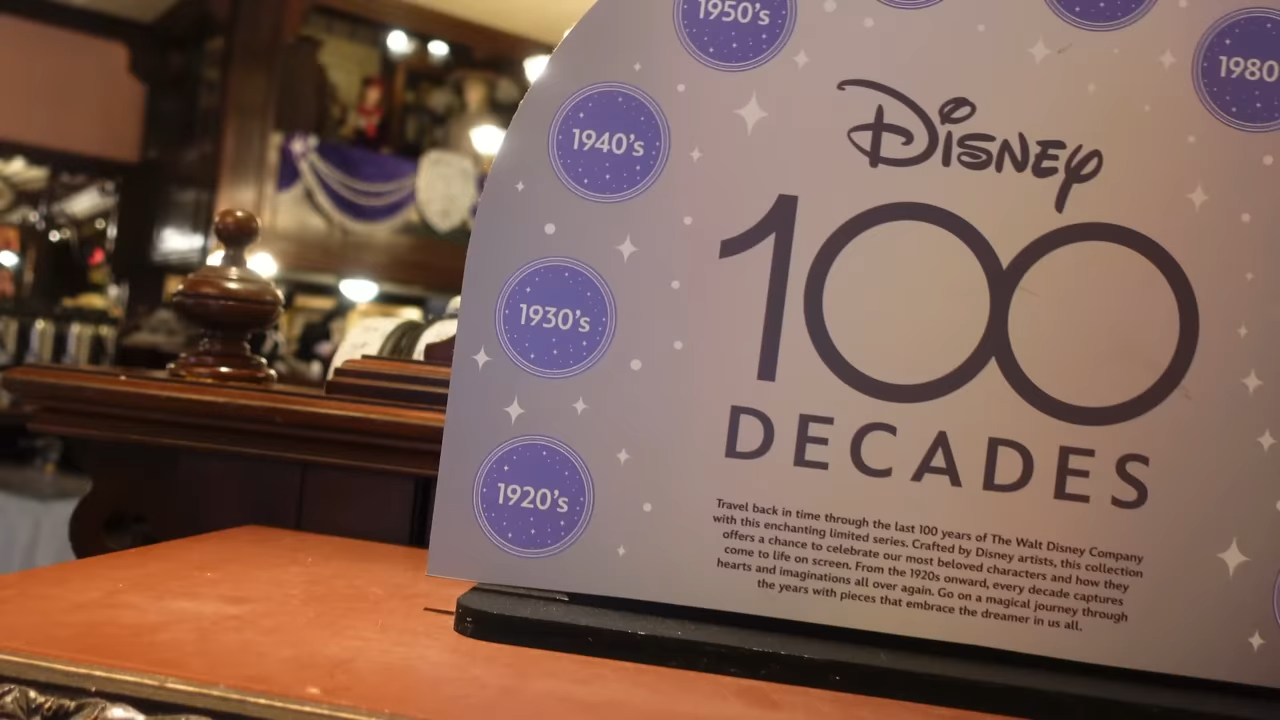 1950's
1940's
1980
1930's
1920's
Disney
100
DECADES
Travel back in time through the last 100 years of The Walt Disney Company
with this enchanting limited series. Crafted by Disney artists, this collection
offers a chance to celebrate our most beloved characters and how they
come to life on screen. From the 1920s onward, every decade captures
hearts and imaginations all over again. Go on a magical journey through
the years with pieces that embrace the dreamer in us all.